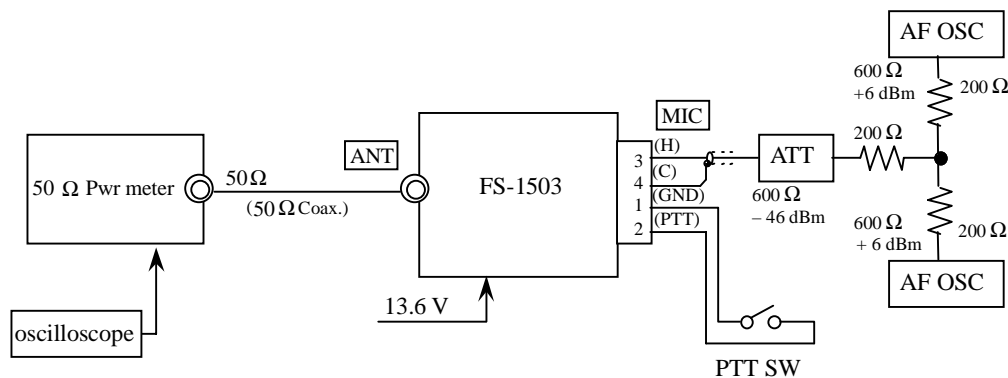 AF OSC
600 Ω
+6 dBm
200 Ω
MIC
200 Ω
ANT
(H)
3
ATT
50 Ω Pwr meter
50 Ω
(50 Ω Coax.)
FS-1503
(C)
4
(GND)
1
(PTT)
2
600 Ω
– 46 dBm
600 Ω
+ 6 dBm
200 Ω
AF OSC
13.6 V
oscilloscope
PTT SW